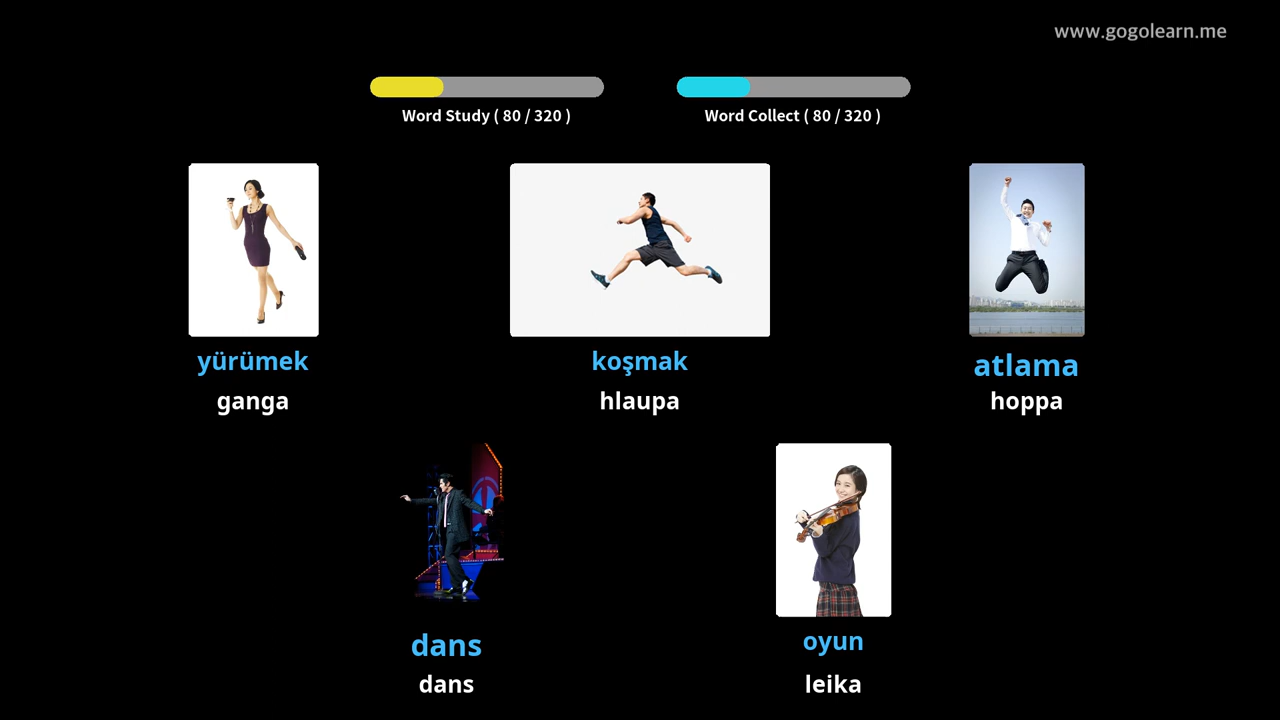 www.gogolearn.me
Word Study ( 80 / 320 )
Word Collect ( 80 / 320 )
yürümek
ganga
koşmak
hlaupa
atlama
hoppa
dans
dans
oyun
leika